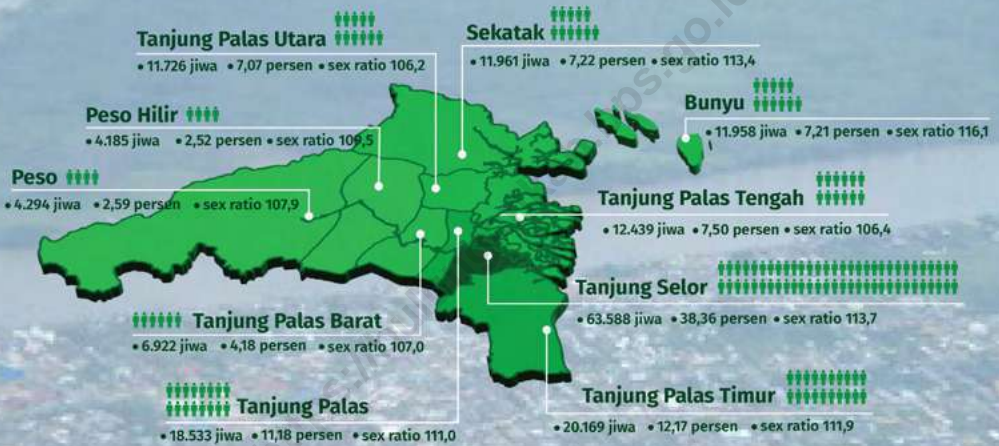 Tanjung Palas Utara
• 11.726 jiwa • 7,07 persen • sex ratio 106,2
Sekatak
• 11.961 jiwa • 7,22 persen • sex ratio 113,4
Peso Hilir
• 4.185 jiwa • 2,52 persen • sex ratio 109,5
Bunyu
• 11.958 jiwa • 7,21 persen • sex ratio 116,1
Peso
• 4.294 jiwa • 2,59 persen • sex ratio 107,9
Tanjung Palas Tengah
• 12.439 jiwa • 7,50 persen • sex ratio 106,4
Tanjung Selor
• 63.588 jiwa • 38,36 persen • sex ratio 113,7
Tanjung Palas Barat
• 6.922 jiwa • 4,18 persen • sex ratio 107,0
Tanjung Palas Timur
• 20.169 jiwa • 12,17 persen • sex ratio 111,9
Tanjung Palas
• 18.533 jiwa • 11,18 persen • sex ratio 111,0